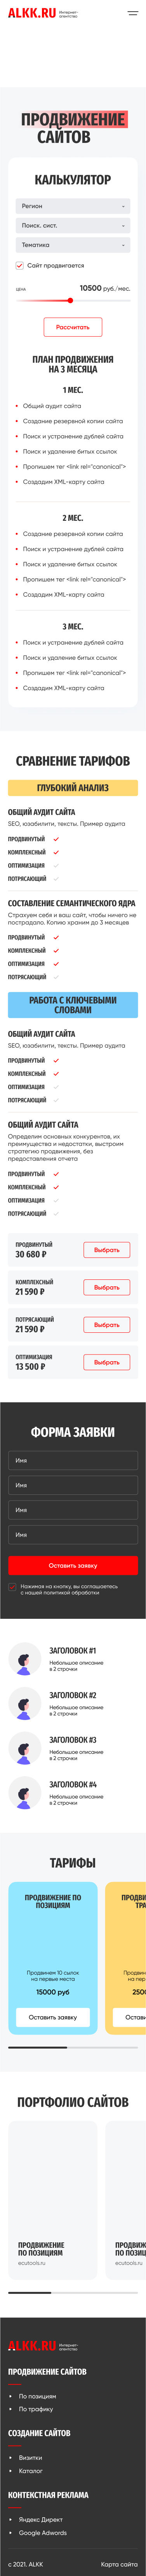 ALKK.RU Интернет-
агентство
ПРОДВИЖЕНИЕ
САЙТОВ
КАЛЬКУЛЯТОР
Регион
Поиск. сист.
Тематика
Сайт продвигается
ЦЕНА 10500 руб./мес.
Рассчитать
ПЛАН ПРОДВИЖЕНИЯ
НА 3 МЕСЯЦА
1 МЕС.
Общий аудит сайта
Создание резервной копии сайта
Поиск и устранение дублей сайта
Поиск и удаление битых ссылок
Пропишем тег <link rel="canonical">
Создадим XML-карту сайта
2 МЕС.
Создание резервной копии сайта
Поиск и устранение дублей сайта
Поиск и удаление битых ссылок
Пропишем тег <link rel="canonical">
Создадим XML-карту сайта
3 МЕС.
Поиск и устранение дублей сайта
Поиск и удаление битых ссылок
Пропишем тег <link rel="canonical">
Создадим XML-карту сайта
СРАВНЕНИЕ ТАРИФОВ
ГЛУБОКИЙ АНАЛИЗ
ОБЩИЙ АУДИТ САЙТА
SEO, юзабилити, тексты. Пример аудита
ПРОДВИНУТЫЙ
КОМПЛЕКСНЫЙ
ОПТИМИЗАЦИЯ
ПОТРЯСАЮЩИЙ
СОСТАВЛЕНИЕ СЕМАНТИЧЕСКОГО ЯДРА
Страхуем себя и ваш сайт, чтобы ничего не
пострадало. Копию храним до 3 месяцев
ПРОДВИНУТЫЙ
КОМПЛЕКСНЫЙ
ОПТИМИЗАЦИЯ
ПОТРЯСАЮЩИЙ
РАБОТА С КЛЮЧЕВЫМИ
СЛОВАМИ
ОБЩИЙ АУДИТ САЙТА
SEO, юзабилити, тексты. Пример аудита
ПРОДВИНУТЫЙ
КОМПЛЕКСНЫЙ
ОПТИМИЗАЦИЯ
ПОТРЯСАЮЩИЙ
ОБЩИЙ АУДИТ САЙТА
Определим основных конкурентов, их
преимущества и недостатки, выстроим
стратегию продвижения, без
предоставления отчета
ПРОДВИНУТЫЙ
КОМПЛЕКСНЫЙ
ОПТИМИЗАЦИЯ
ПОТРЯСАЮЩИЙ
ПРОДВИНУТЫЙ
30 680 ₽ Выбрать
КОМПЛЕКСНЫЙ
21 590 ₽ Выбрать
ПОТРЯСАЮЩИЙ
21 590 ₽ Выбрать
ОПТИМИЗАЦИЯ
13 500 ₽ Выбрать
ФОРМА ЗАЯВКИ
Имя
Имя
Имя
Имя
Оставить заявку
Нажимая на кнопку, вы соглашаетесь
с нашей политикой обработки
ЗАГОЛОВОК #1
Небольшое описание
в 2 строчки
ЗАГОЛОВОК #2
Небольшое описание
в 2 строчки
ЗАГОЛОВОК #3
Небольшое описание
в 2 строчки
ЗАГОЛОВОК #4
Небольшое описание
в 2 строчки
ТАРИФЫ
ПРОДВИЖЕНИЕ ПО
ПОЗИЦИЯМ
Продвинем 10 сылок
на первые места
15000 руб
Оставить заявку
ПРОДВИ
ТРА
Продвин
на пер
2500
Остави
ПОРТФОЛИО САЙТОВ
ПРОДВИЖЕНИЕ
ПО ПОЗИЦИЯМ
ecutools.ru
ПРОДВИЖ
ПО ПОЗИЦ
ecutools.ru
ALKK.RU Интернет-
агентство
ПРОДВИЖЕНИЕ САЙТОВ
По позициям
По трафику
СОЗДАНИЕ САЙТОВ
Визитки
Каталог
КОНТЕКСТНАЯ РЕКЛАМА
Яндекс Директ
Google Adwords
с 2021. ALKK Карта сайта